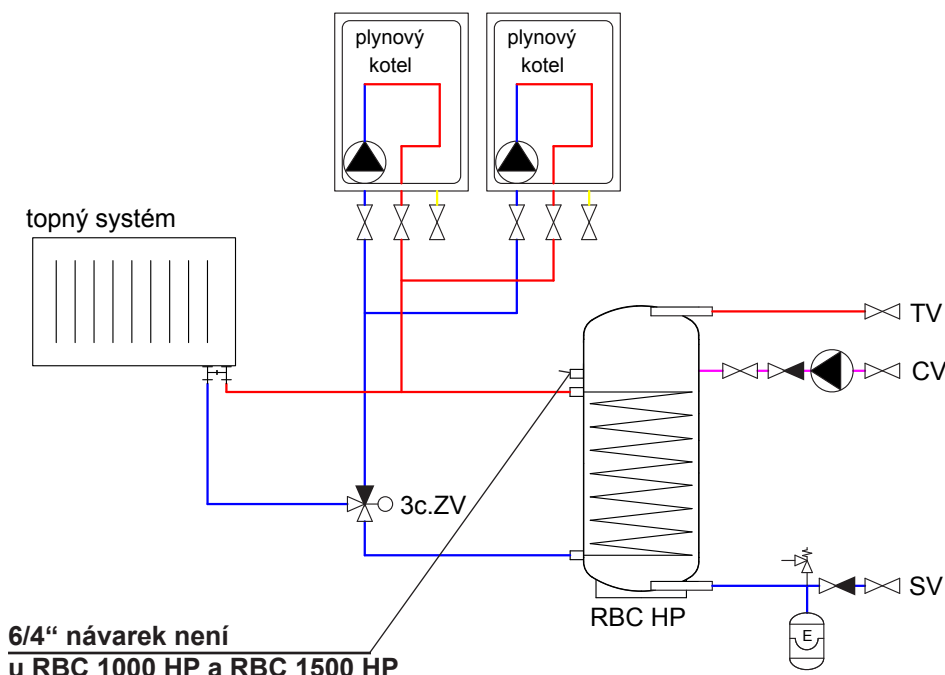 plynový
kotel
plynový
kotel
topný systém
TV
CV
3c.ZV
SV
RBC HP
E
6/4“ návarek není
u RBC 1000 HP a RBC 1500 HP